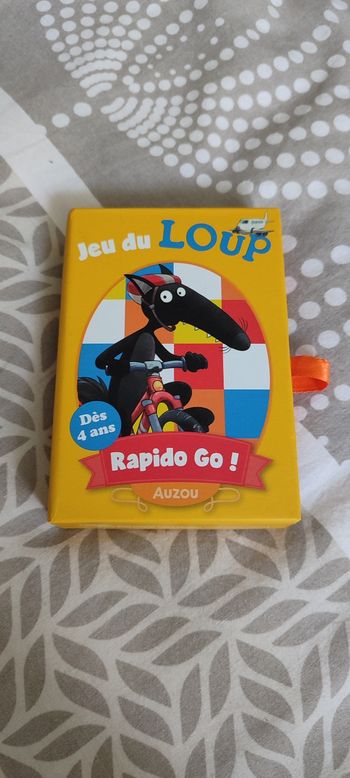 Jeu du LOUP
Dès
4 ans
Rapido Go !
AUZOU